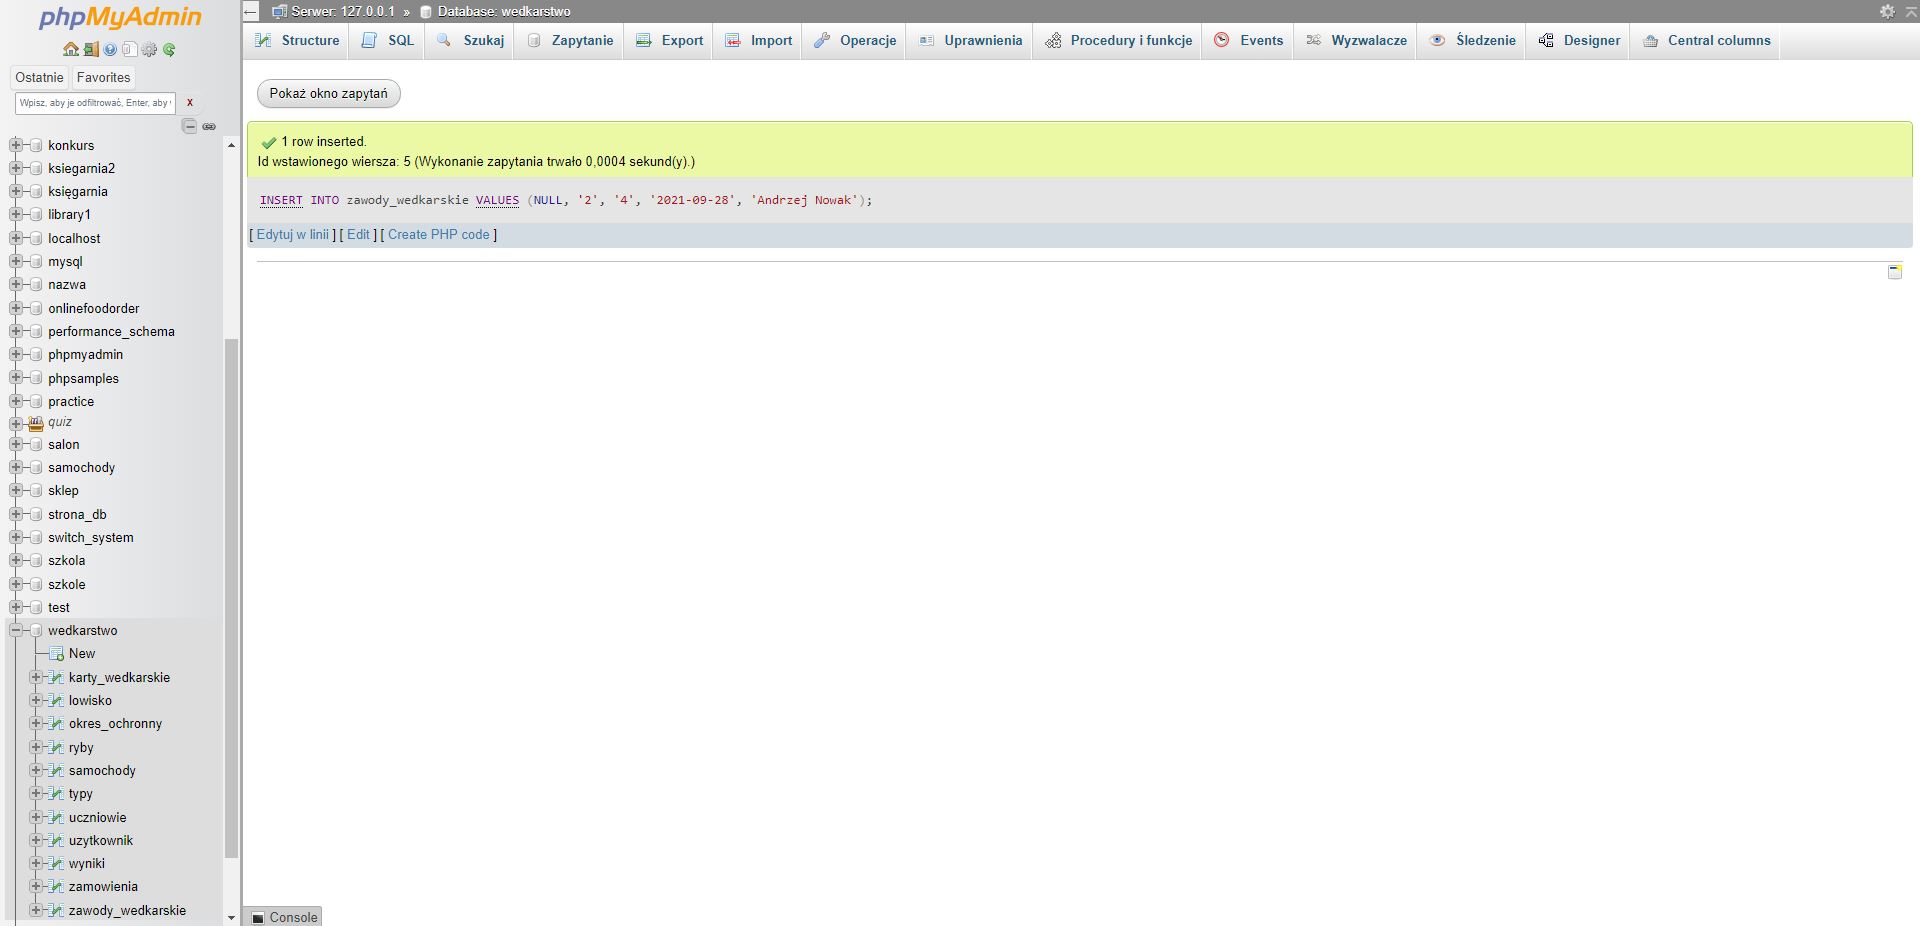 phpMyAdmin
Ostatnie Favorites
Wpisz, aby je odfiltrować, Enter, aby X
konkurs
ksiegarnia2
księgarnia
library1
localhost
mysql
nazwa
onlinefoodorder
performance_schema
phpmyadmin
phpsamples
practice
quiz
salon
samochody
sklep
strona_db
switch_system
szkola
szkole
test
wedkarstwo
New
karty_wedkarskie
lowisko
okres_ochronny
ryby
samochody
typy
uczniowie
uzytkownik
wyniki
zamowienia
zawody_wedkarskie
Serwer: 127.0.0.1 » Database: wedkarstwo
Structure SQL Szukaj Zapytanie Export Import Operacje Uprawnienia Procedury i funkcje Events Wyzwalacze Śledzenie Designer Central columns
Pokaż okno zapytań
1 row inserted.
Id wstawionego wiersza: 5 (Wykonanie zapytania trwało 0,0004 sekund(y).)
INSERT INTO zawody_wedkarskie VALUES (NULL, '2', '4', '2021-09-28', 'Andrzej Nowak');
[ Edytuj w linii ] [ Edit ] [ Create PHP code ]
Console